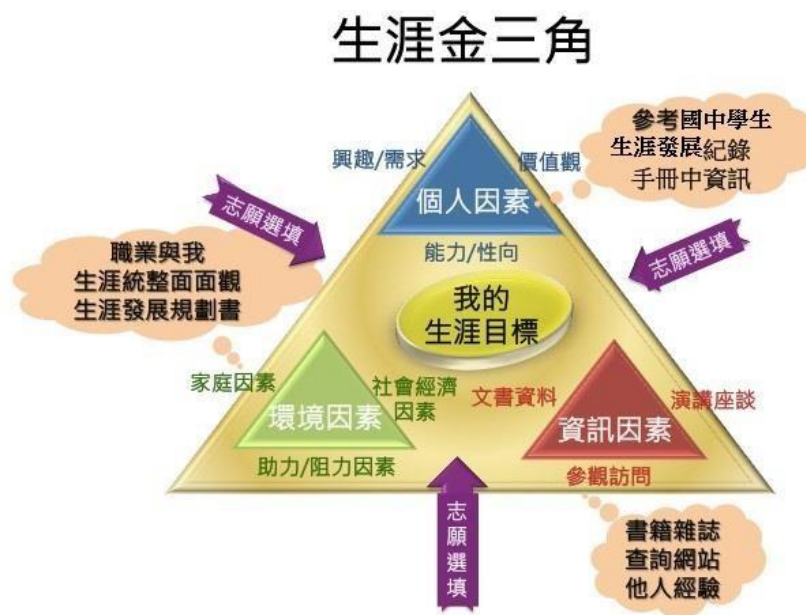 生涯金三角
參考國中學生
生涯發展紀錄
手冊中資訊
興趣/需求
價值觀
個人因素
能力/性向
志願選填
志願選填
職業與我
生涯統整面面觀
生涯發展規劃書
我的
生涯目標
家庭因素
社會經濟
因素
環境因素
助力/阻力因素
文書資料
演講座談
資訊因素
參觀訪問
志願選填
書籍雜誌
查詢網站
他人經驗